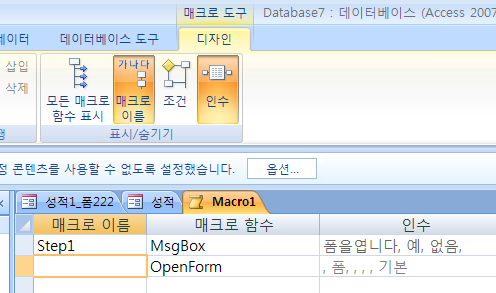 매크로 도구 Database7 : 데이터베이스 (Access 2007
데이터베이스 도구 디자인
삽입
삭제
모든 매크로 함수 표시
가나다
매크로 이름
조건
인수
표시/숨기기
콘텐츠를 사용할 수 없도록 설정했습니다. 옵션...
성적1_폼222 성적 Macro1
매크로 이름 매크로 함수 인수
Step1 MsgBox 폼을엽니다, 예, 없음,
OpenForm , 폼, , , , 기본